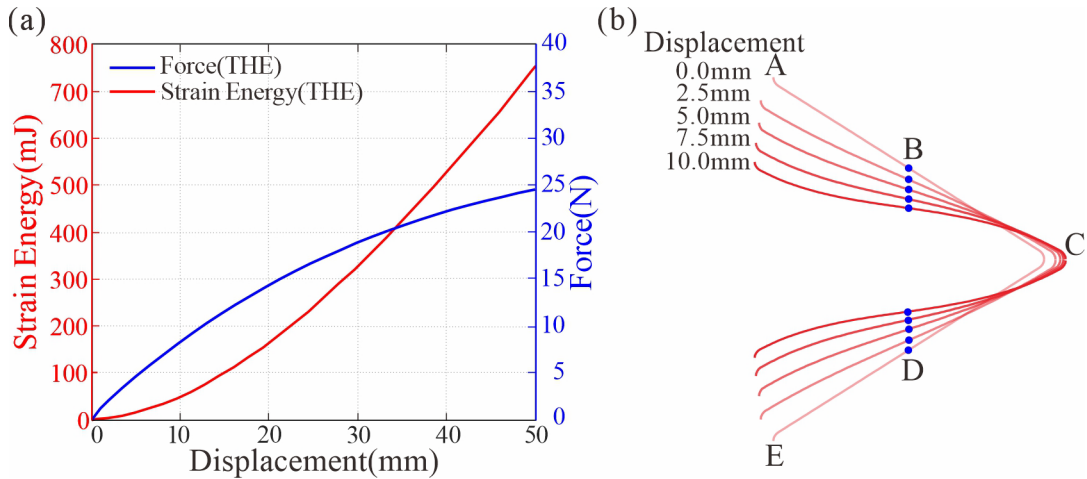 (a)
800
700
600
500
400
300
200
100
0
Strain Energy(mJ)
Force(THE)
Strain Energy(THE)
40
35
30
25
20
15
10
5
0
Force(N)
0
10
20
30
40
50
Displacement(mm)
(b)
Displacement
0.0mm
2.5mm
5.0mm
7.5mm
10.0mm
A
B
C
D
E